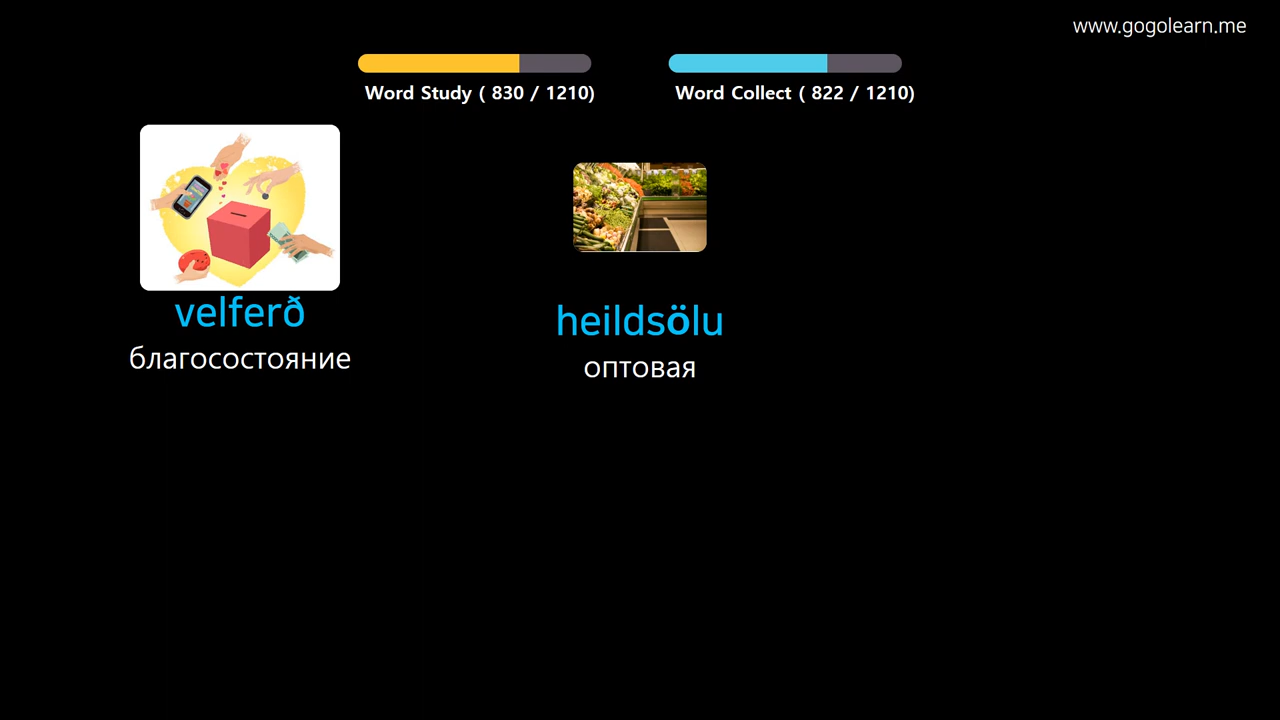 www.gogolearn.me
Word Study ( 830 / 1210)
Word Collect ( 822 / 1210)
velferð
благосостояние
heildsölu
оптовая